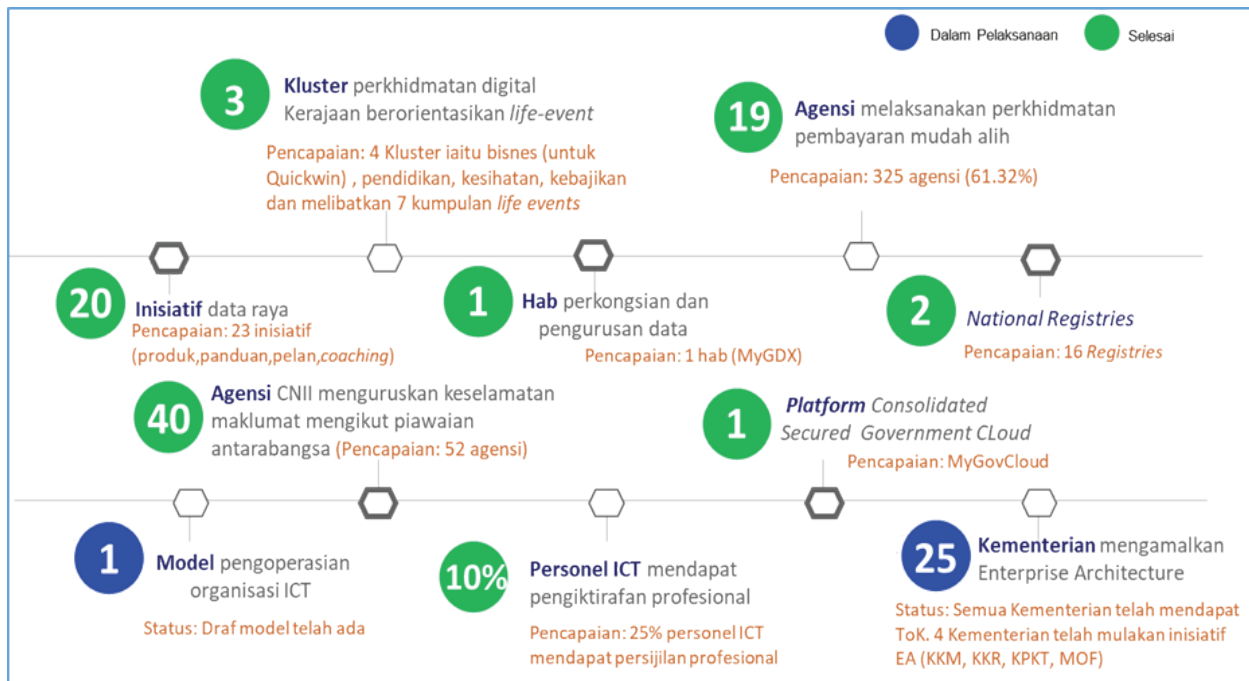 Dalam Pelaksanaan
Selesai
3
Kluster perkhidmatan digital
Kerajaan berorientasikan life-event
Pencapaian: 4 Kluster iaitu bisnes (untuk
Quickwin) , pendidikan, kesihatan, kebajikan
dan melibatkan 7 kumpulan life events
19
Agensi melaksanakan perkhidmatan
pembayaran mudah alih
Pencapaian: 325 agensi (61.32%)
20
Inisiatif data raya
Pencapaian: 23 inisiatif
(produk,panduan,pelan,coaching)
1
Hab perkongsian dan
pengurusan data
Pencapaian: 1 hab (MyGDX)
2
National Registries
Pencapaian: 16 Registries
40
Agensi CNII menguruskan keselamatan
maklumat mengikut piawaian
antarabangsa (Pencapaian: 52 agensi)
1
Platform Consolidated
Secured Government CLoud
Pencapaian: MyGovCloud
1
Model pengoperasian
organisasi ICT
Status: Draf model telah ada
10%
Personel ICT mendapat
pengiktirafan profesional
Pencapaian: 25% personel ICT
mendapat persijilan profesional
25
Kementerian mengamalkan
Enterprise Architecture
Status: Semua Kementerian telah mendapat
ToK. 4 Kementerian telah mulakan inisiatif
EA (KKM, KKR, KPKT, MOF)